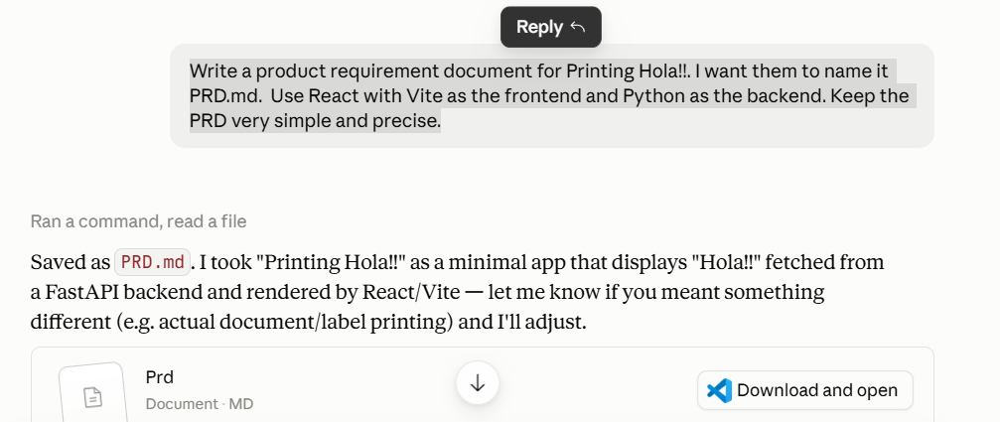 Reply
Write a product requirement document for Printing Hola!!. I want them to name it
PRD.md.  Use React with Vite as the frontend and Python as the backend. Keep the
PRD very simple and precise.
Ran a command, read a file
Saved as PRD.md. I took "Printing Hola!!" as a minimal app that displays "Hola!!" fetched from
a FastAPI backend and rendered by React/Vite — let me know if you meant something
different (e.g. actual document/label printing) and I'll adjust.
Prd
Document · MD
Download and open